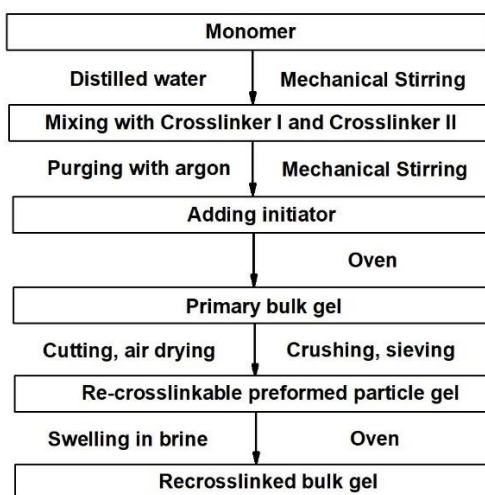 Monomer
Distilled water Mechanical Stirring
Mixing with Crosslinker I and Crosslinker II
Purging with argon Mechanical Stirring
Adding initiator
Oven
Primary bulk gel
Cutting, air drying Crushing, sieving
Re-crosslinkable preformed particle gel
Swelling in brine Oven
Recrosslinked bulk gel